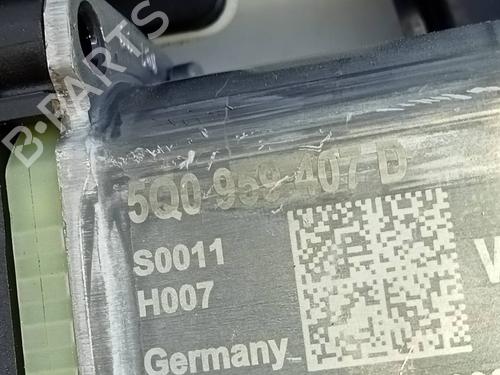 B-PARTS
5Q0 959 407 D
S0011
H007
Germany